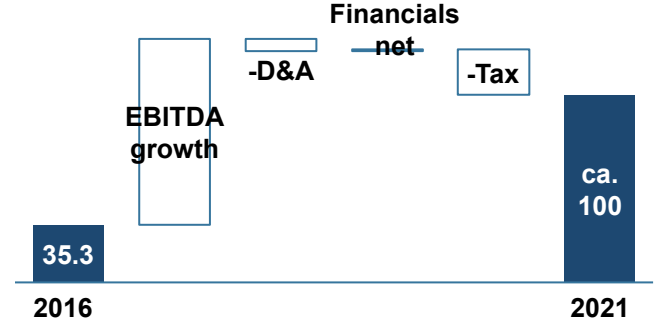 Financials
net
-D&A
-Tax
EBITDA
growth
ca.
100
35.3
2016
2021